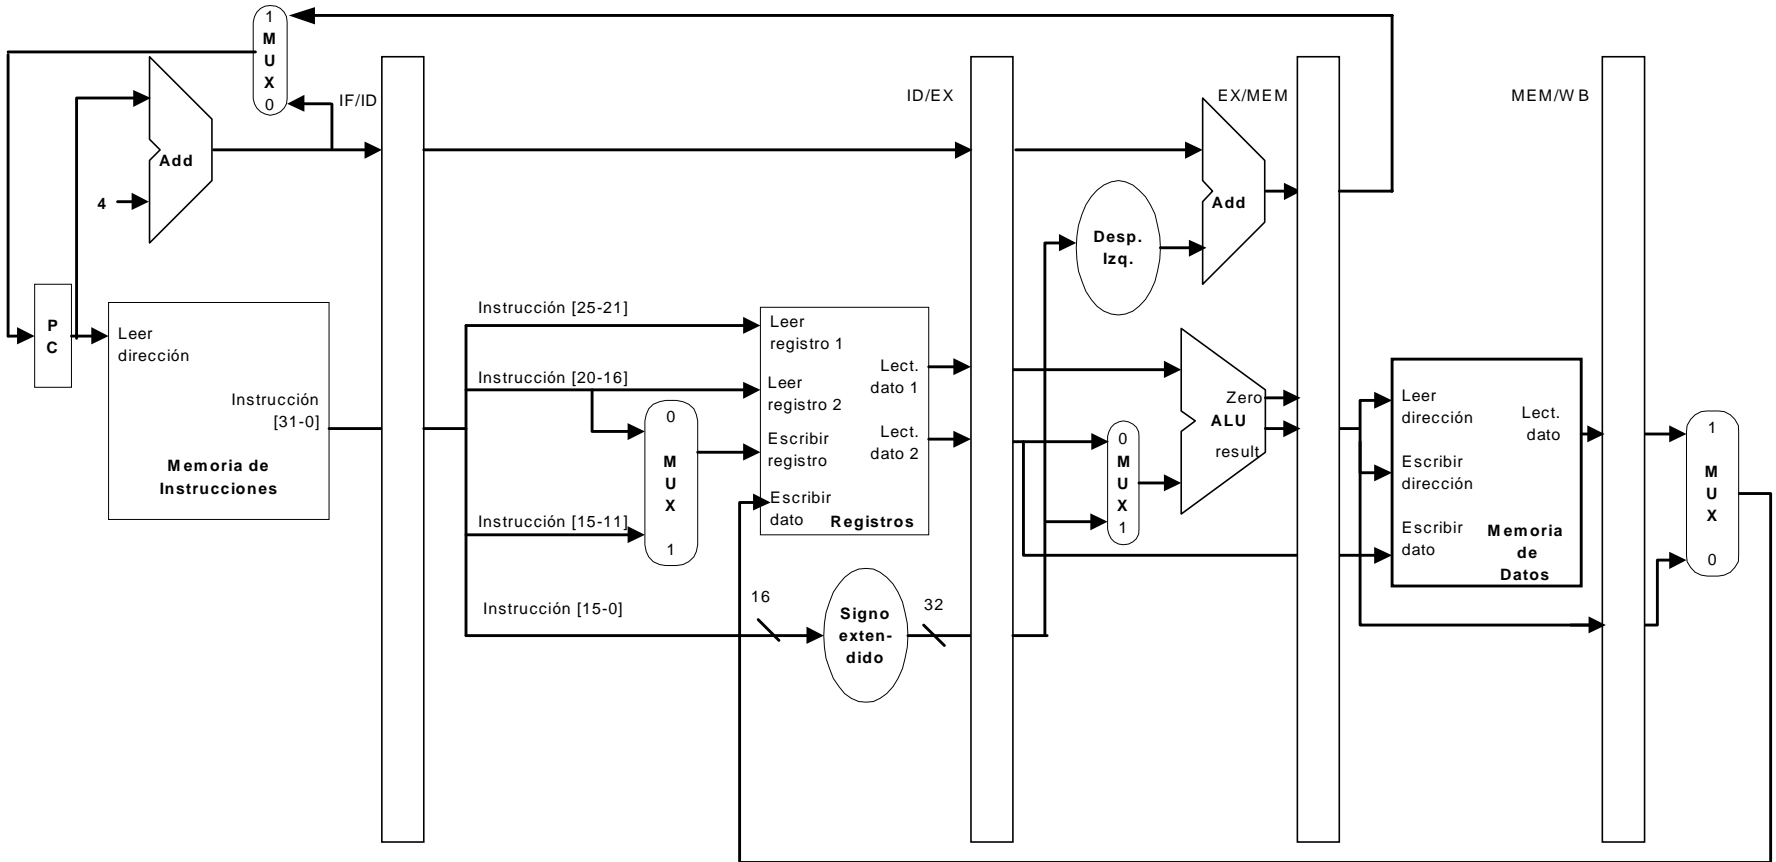 1
M
U
X
0
IF/ID
ID/EX
EX/MEM
MEM/WB
Add
4
Add
Desp.
Izq.
P
C
Leer
dirección
Instrucción
[31-0]
Memoria de
Instrucciones
Instrucción [25-21]
Instrucción [20-16]
Instrucción [15-11]
Instrucción [15-0]
0
M
U
X
1
Leer
registro 1
Leer
registro 2
Escribir
registro
Escribir
dato
Lect.
dato 1
Lect.
dato 2
Registros
16
Signo
exten-
dido
32
0
M
U
X
1
Zero
ALU
result
Leer
dirección
Escribir
dirección
Escribir
dato
Lect.
dato
Memoria
de
Datos
1
M
U
X
0